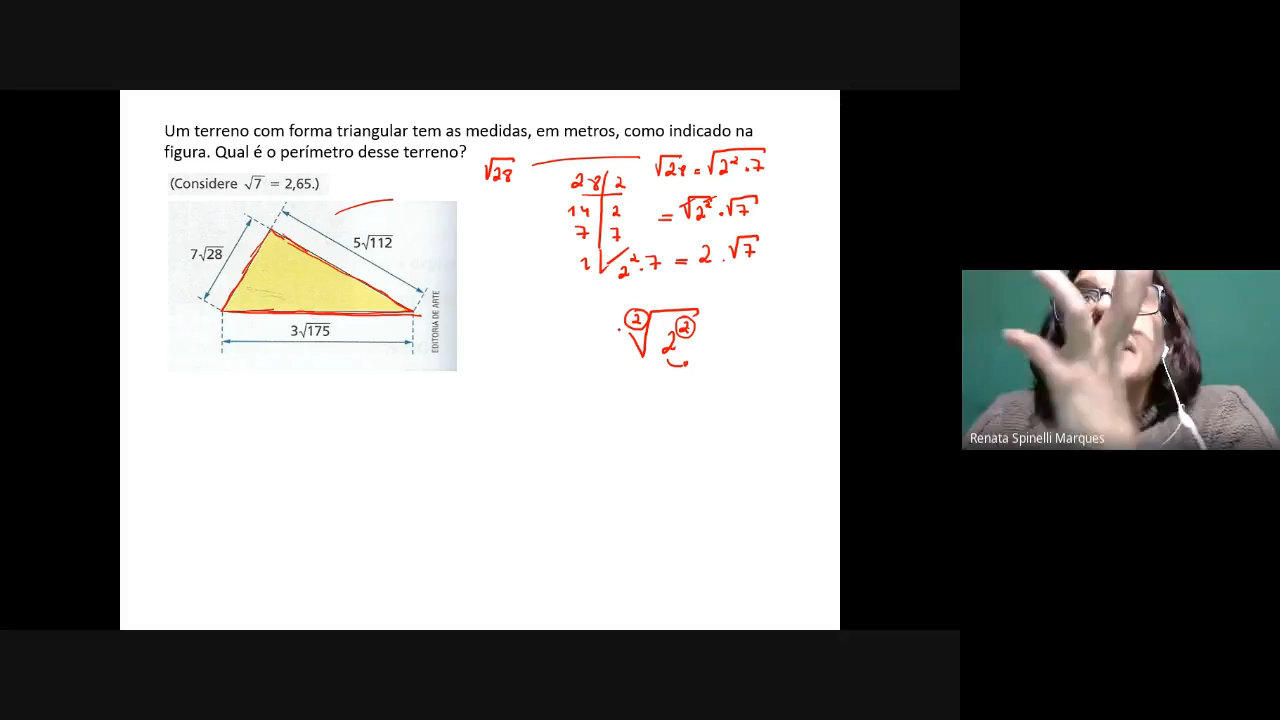 Um terreno com forma triangular tem as medidas, em metros, como indicado na
figura. Qual é o perímetro desse terreno?
(Considere √7 = 2,65.)
7√28
5√112
3√175
EDITORIA DE ARTE
√28
28 2
14 2
7 7
1 2² · 7
√28 = √2² · 7
= √2² · √7
= 2 · √7
²√2²
Renata Spinelli Marques